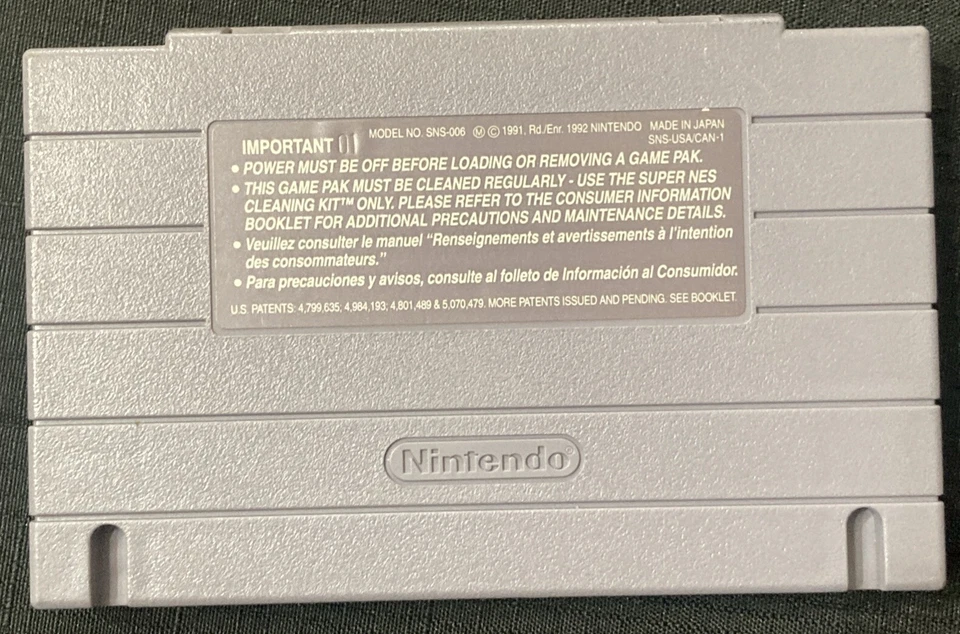 IMPORTANT MODEL NO. SNS-006 Ⓜ © 1991, Rd./Enr. 1992 NINTENDO MADE IN JAPAN
SNS-USA/CAN-1
• POWER MUST BE OFF BEFORE LOADING OR REMOVING A GAME PAK.
• THIS GAME PAK MUST BE CLEANED REGULARLY - USE THE SUPER NES
CLEANING KIT™ ONLY. PLEASE REFER TO THE CONSUMER INFORMATION
BOOKLET FOR ADDITIONAL PRECAUTIONS AND MAINTENANCE DETAILS.
• Veuillez consulter le manuel “Renseignements et avertissements à l'intention
des consommateurs.”
• Para precauciones y avisos, consulte al folleto de Información al Consumidor.
U.S. PATENTS: 4,799,635; 4,984,193; 4,801,489 & 5,070,479. MORE PATENTS ISSUED AND PENDING. SEE BOOKLET.
Nintendo